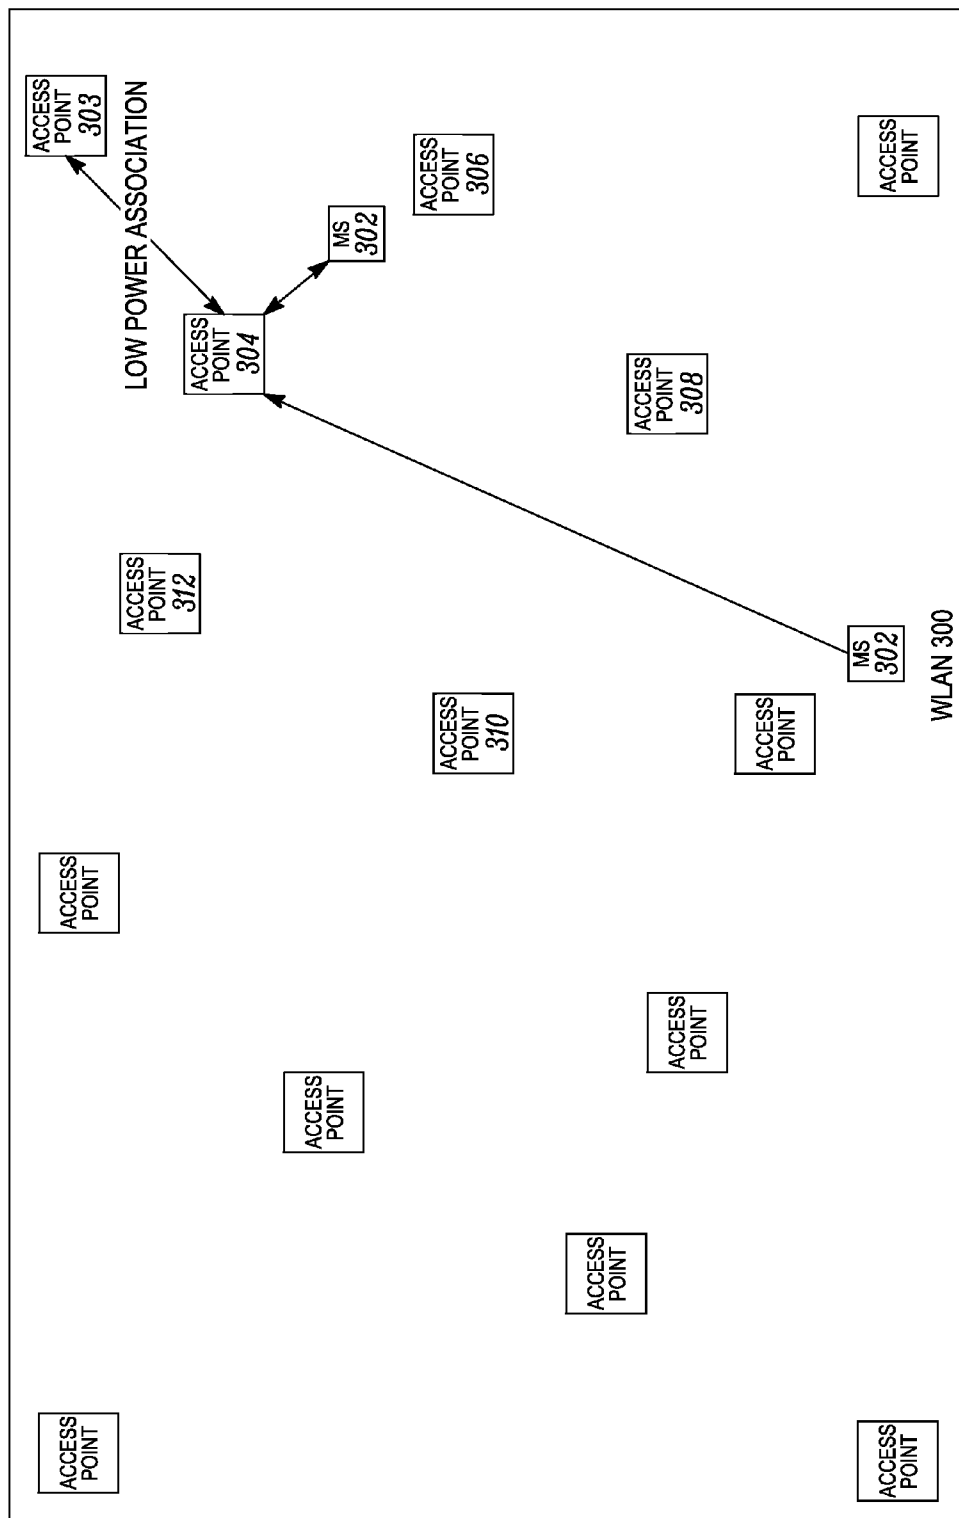 ACCESS
POINT
ACCESS
POINT
ACCESS
POINT
303
LOW POWER ASSOCIATION
ACCESS
POINT
312
ACCESS
POINT
304
ACCESS
POINT
MS
302
ACCESS
POINT
310
ACCESS
POINT
306
ACCESS
POINT
ACCESS
POINT
308
ACCESS
POINT
ACCESS
POINT
MS
302
ACCESS
POINT
ACCESS
POINT
WLAN 300